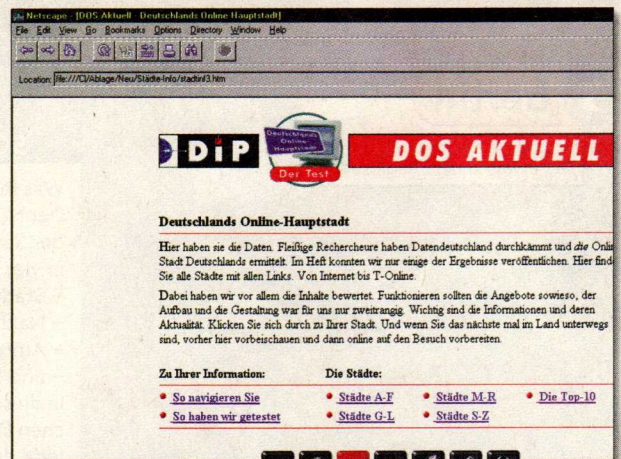 Netscape - [DOS Aktuell - Deutschlands Online Hauptstadt]
File Edit View Go Bookmarks Options Directory Window Help
Location: file:///C|/Ablage/Neu/Städte-Info/stadtinf3.htm
DiP
Deutschlands
Online
Hauptstadt
Der Test
DOS AKTUELL
Deutschlands Online-Hauptstadt
Hier haben sie die Daten. Fleißige Rechercheure haben Datendeutschland durchkämmt und die Onli
Stadt Deutschlands ermittelt. Im Heft konnten wir nur einige der Ergebnisse veröffentlichen. Hier find
Sie alle Städte mit allen Links. Von Internet bis T-Online.
Dabei haben wir vor allem die Inhalte bewertet. Funktionieren sollten die Angebote sowieso, der
Aufbau und die Gestaltung war für uns nur zweitrangig. Wichtig sind die Informationen und deren
Aktualität. Klicken Sie sich durch zu Ihrer Stadt. Und wenn Sie das nächste mal im Land unterwegs
sind, vorher hier vorbeischauen und dann online auf den Besuch vorbereiten.
Zu Ihrer Information: Die Städte:
So navigieren Sie Städte A-F Städte M-R Die Top-10
So haben wir getestet Städte G-L Städte S-Z